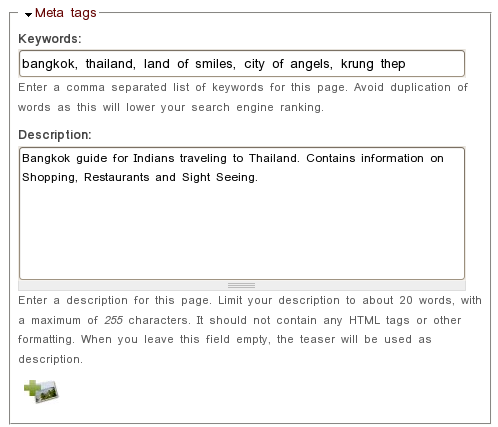 Meta tags
Keywords:
bangkok, thailand, land of smiles, city of angels, krung thep
Enter a comma separated list of keywords for this page. Avoid duplication of
words as this will lower your search engine ranking.
Description:
Bangkok guide for Indians traveling to Thailand. Contains information on
Shopping, Restaurants and Sight Seeing.
Enter a description for this page. Limit your description to about 20 words, with
a maximum of 255 characters. It should not contain any HTML tags or other
formatting. When you leave this field empty, the teaser will be used as
description.